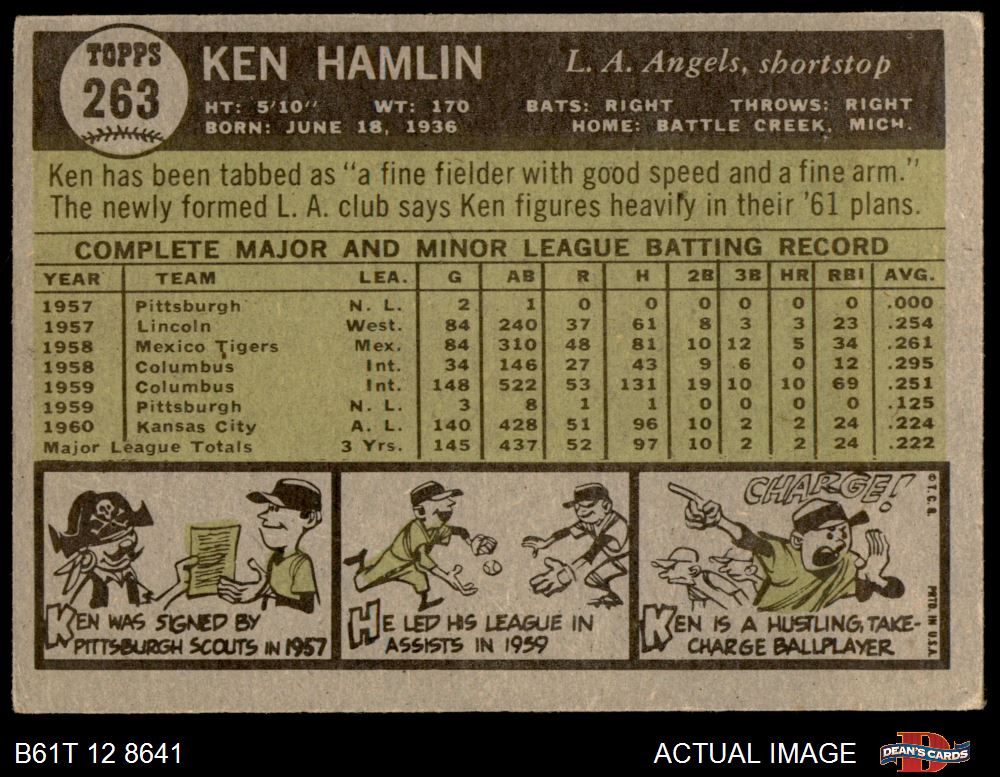 TOPPS
263
KEN HAMLIN
L. A. Angels, shortstop
HT: 5'10" WT: 170 BATS: RIGHT THROWS: RIGHT
BORN: JUNE 18, 1936 HOME: BATTLE CREEK, MICH.
Ken has been tabbed as "a fine fielder with good speed and a fine arm."
The newly formed L. A. club says Ken figures heavily in their '61 plans.
COMPLETE MAJOR AND MINOR LEAGUE BATTING RECORD
YEAR TEAM LEA. G AB R H 2B 3B HR RBI AVG.
1957 Pittsburgh N. L. 2 1 0 0 0 0 0 0 .000
1957 Lincoln West. 84 240 37 61 8 3 3 23 .254
1958 Mexico Tigers Mex. 84 310 48 81 10 12 5 34 .261
1958 Columbus Int. 34 146 27 43 9 6 0 12 .295
1959 Columbus Int. 148 522 53 131 19 10 10 69 .251
1959 Pittsburgh N. L. 3 8 1 1 0 0 0 0 .125
1960 Kansas City A. L. 140 428 51 96 10 2 2 24 .224
Major League Totals 3 Yrs. 145 437 52 97 10 2 2 24 .222
KEN WAS SIGNED BY
PITTSBURGH SCOUTS IN 1957
HE LED HIS LEAGUE IN
ASSISTS IN 1959
CHARGE!
KEN IS A HUSTLING, TAKE-
CHARGE BALLPLAYER
© T. C. G. PRTD. IN U.S.A.
B61T 12 8641
ACTUAL IMAGE
DEAN'S CARDS